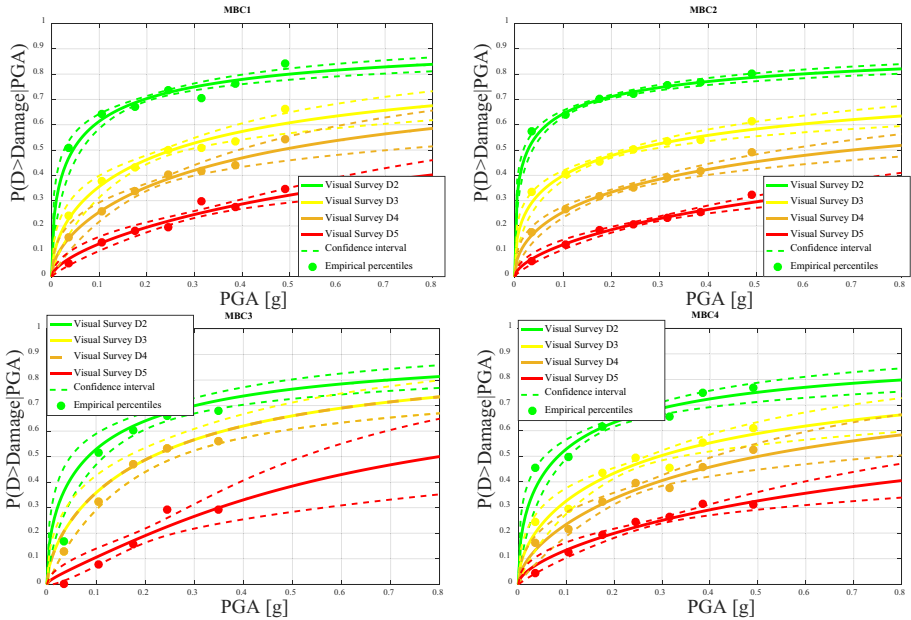 MBC1
P(D>Damage|PGA)
1
0.9
0.8
0.7
0.6
0.5
0.4
0.3
0.2
0.1
0
0 0.1 0.2 0.3 0.4 0.5 0.6 0.7 0.8
PGA [g]
Visual Survey D2
Visual Survey D3
Visual Survey D4
Visual Survey D5
Confidence interval
Empirical percentiles
MBC2
P(D>Damage|PGA)
1
0.9
0.8
0.7
0.6
0.5
0.4
0.3
0.2
0.1
0
0 0.1 0.2 0.3 0.4 0.5 0.6 0.7 0.8
PGA [g]
Visual Survey D2
Visual Survey D3
Visual Survey D4
Visual Survey D5
Confidence interval
Empirical percentiles
MBC3
P(D>Damage|PGA)
1
0.9
0.8
0.7
0.6
0.5
0.4
0.3
0.2
0.1
0
0 0.1 0.2 0.3 0.4 0.5 0.6 0.7 0.8
PGA [g]
Visual Survey D2
Visual Survey D3
Visual Survey D4
Visual Survey D5
Confidence interval
Empirical percentiles
MBC4
P(D>Damage|PGA)
1
0.9
0.8
0.7
0.6
0.5
0.4
0.3
0.2
0.1
0
0 0.1 0.2 0.3 0.4 0.5 0.6 0.7 0.8
PGA [g]
Visual Survey D2
Visual Survey D3
Visual Survey D4
Visual Survey D5
Confidence interval
Empirical percentiles